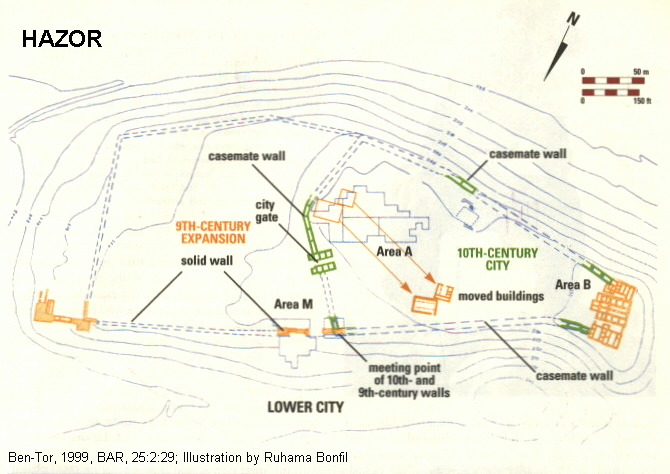 HAZOR
N
0 50 m
0 150 ft
casemate wall
casemate wall
city
gate
9TH-CENTURY
EXPANSION
solid wall
Area A
10TH-CENTURY
CITY
Area B
moved buildings
Area M
meeting point
of 10th- and
9th-century walls
casemate wall
LOWER CITY
Ben-Tor, 1999, BAR, 25:2:29; Illustration by Ruhama Bonfil